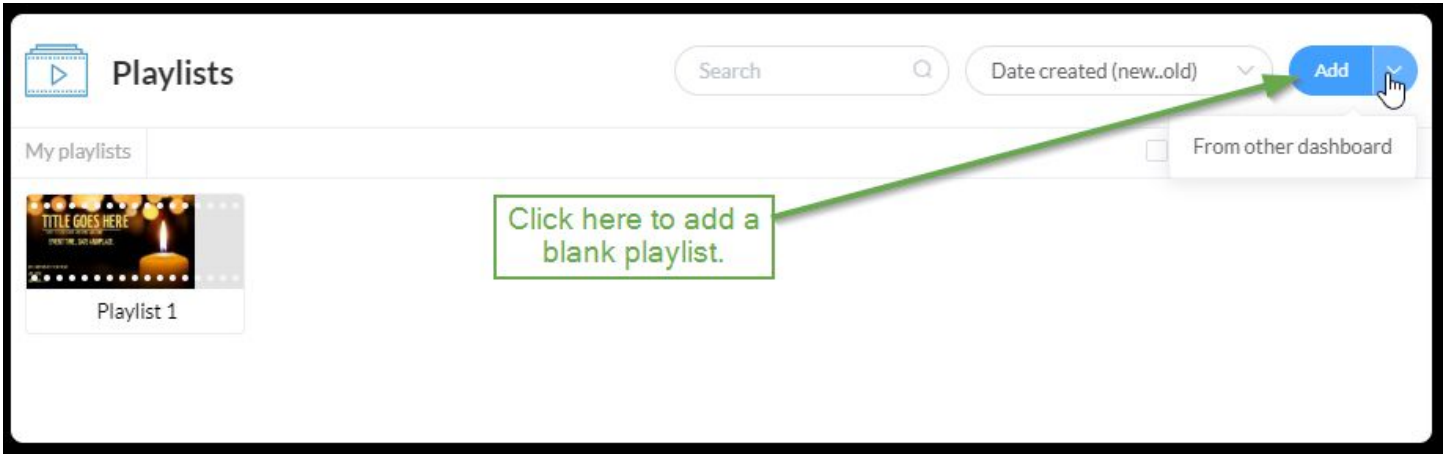 Playlists
Search
Date created (new..old)
Add
My playlists
From other dashboard
Click here to add a
blank playlist.
TITLE GOES HERE
Playlist 1